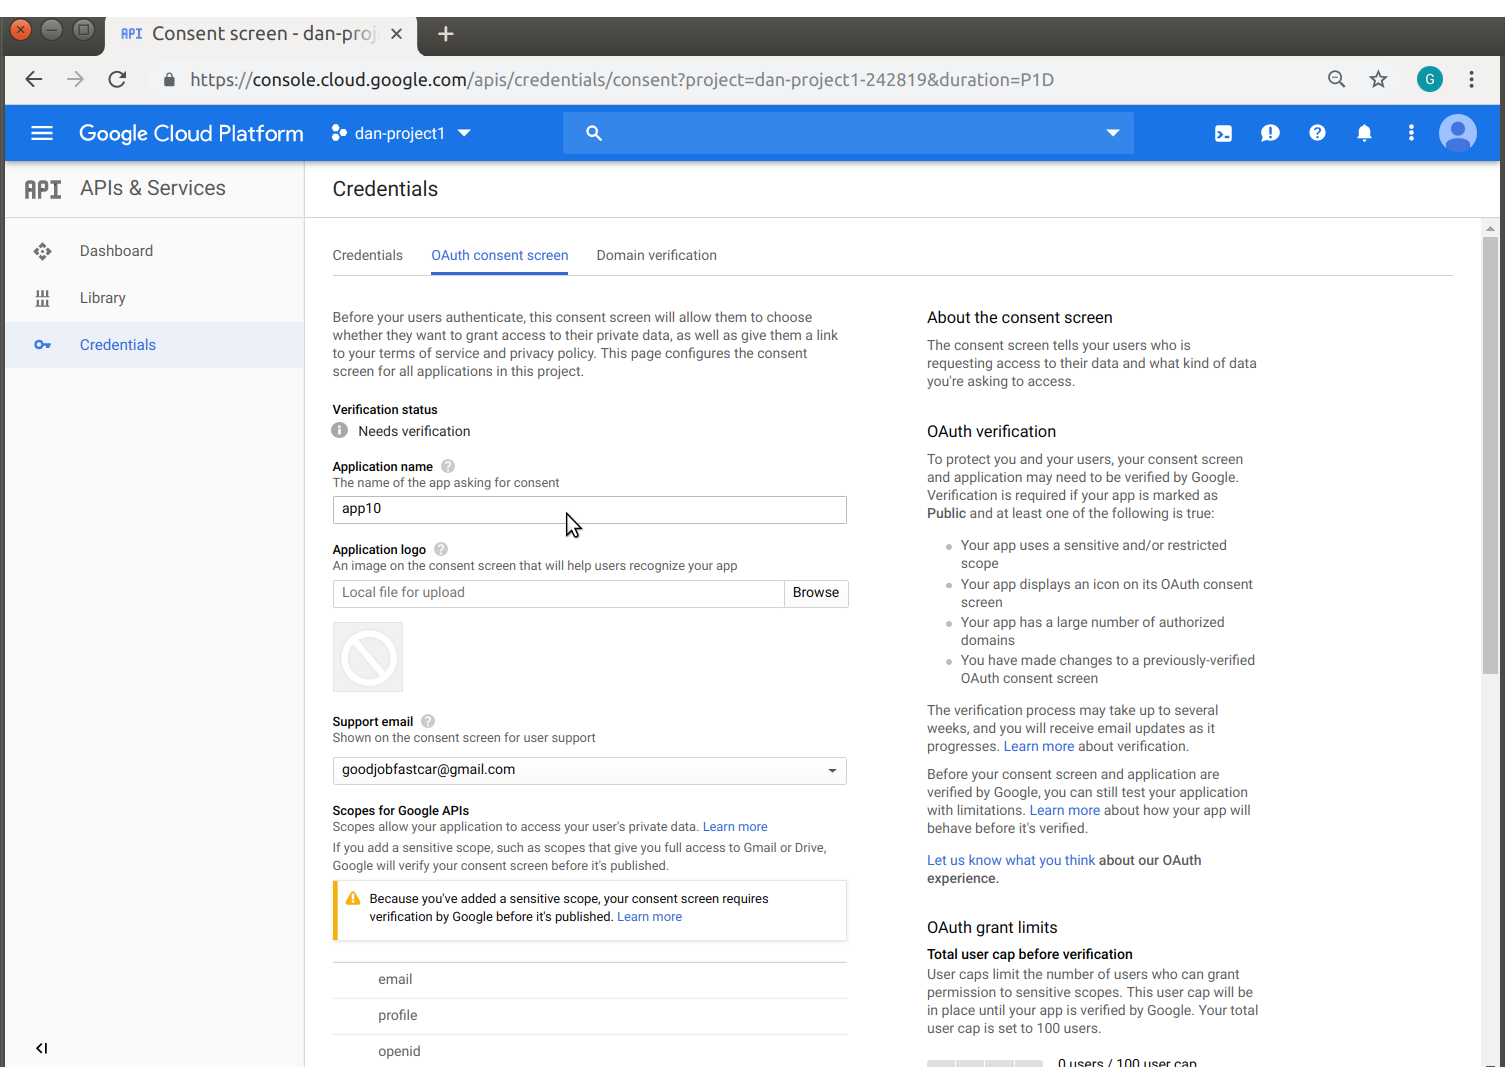 API Consent screen - dan-proj
https://console.cloud.google.com/apis/credentials/consent?project=dan-project1-242819&duration=P1D
G
Google Cloud Platform
dan-project1
API APIs & Services
Credentials
Dashboard
Library
Credentials
Credentials
OAuth consent screen
Domain verification
Before your users authenticate, this consent screen will allow them to choose
whether they want to grant access to their private data, as well as give them a link
to your terms of service and privacy policy. This page configures the consent
screen for all applications in this project.
Verification status
Needs verification
Application name
The name of the app asking for consent
app10
Application logo
An image on the consent screen that will help users recognize your app
Local file for upload
Browse
Support email
Shown on the consent screen for user support
goodjobfastcar@gmail.com
Scopes for Google APIs
Scopes allow your application to access your user's private data. Learn more
If you add a sensitive scope, such as scopes that give you full access to Gmail or Drive,
Google will verify your consent screen before it's published.
Because you've added a sensitive scope, your consent screen requires
verification by Google before it's published. Learn more
email
profile
openid
About the consent screen
The consent screen tells your users who is
requesting access to their data and what kind of data
you're asking to access.
OAuth verification
To protect you and your users, your consent screen
and application may need to be verified by Google.
Verification is required if your app is marked as
Public and at least one of the following is true:
Your app uses a sensitive and/or restricted
scope
Your app displays an icon on its OAuth consent
screen
Your app has a large number of authorized
domains
You have made changes to a previously-verified
OAuth consent screen
The verification process may take up to several
weeks, and you will receive email updates as it
progresses. Learn more about verification.
Before your consent screen and application are
verified by Google, you can still test your application
with limitations. Learn more about how your app will
behave before it's verified.
Let us know what you think about our OAuth
experience.
OAuth grant limits
Total user cap before verification
User caps limit the number of users who can grant
permission to sensitive scopes. This user cap will be
in place until your app is verified by Google. Your total
user cap is set to 100 users.
0 users / 100 user cap